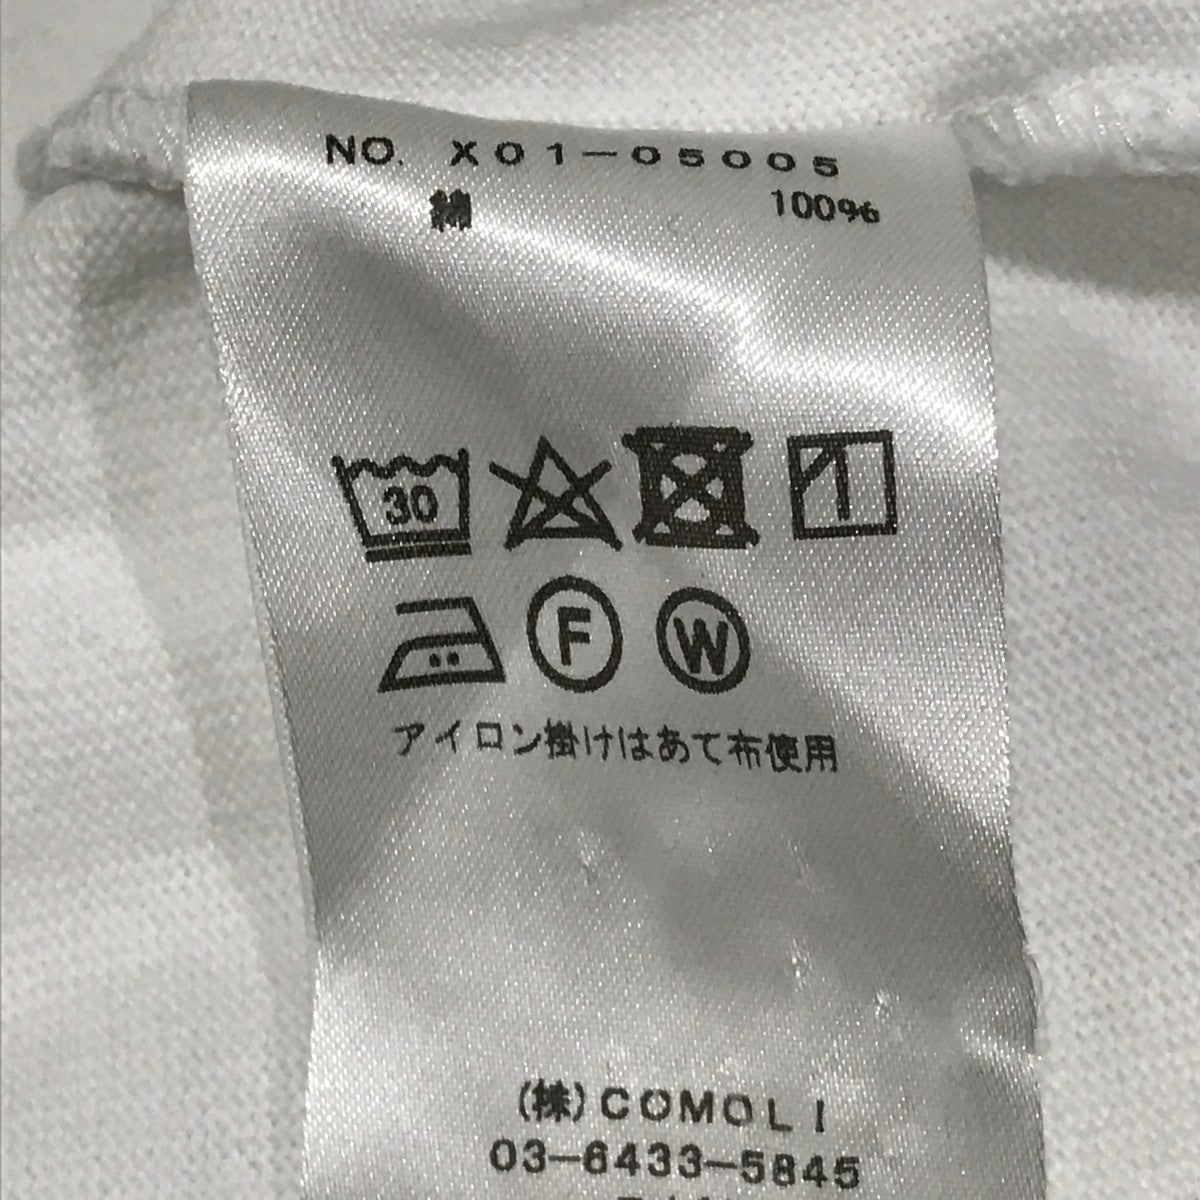 NO. X01-05005
綿 100%
30
F W
アイロン掛けはあて布使用
(株)COMOLI
03-6433-5845